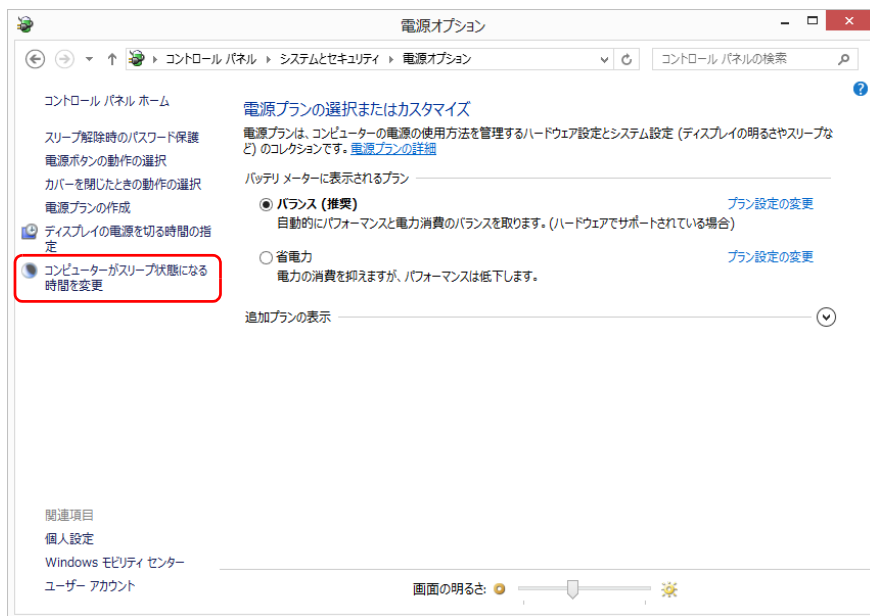 電源オプション
コントロール パネル
システムとセキュリティ
電源オプション
コントロール パネルの検索
コントロール パネル ホーム
スリープ解除時のパスワード保護
電源ボタンの動作の選択
カバーを閉じたときの動作の選択
電源プランの作成
ディスプレイの電源を切る時間の指
定
コンピューターがスリープ状態になる
時間を変更
電源プランの選択またはカスタマイズ
電源プランは、コンピューターの電源の使用方法を管理するハードウェア設定とシステム設定 (ディスプレイの明るさやスリープな
ど) のコレクションです。電源プランの詳細
バッテリ メーターに表示されるプラン
バランス (推奨) プラン設定の変更
自動的にパフォーマンスと電力消費のバランスを取ります。(ハードウェアでサポートされている場合)
省電力 プラン設定の変更
電力の消費を抑えますが、パフォーマンスは低下します。
追加プランの表示
関連項目
個人設定
Windows モビリティ センター
ユーザー アカウント
画面の明るさ: